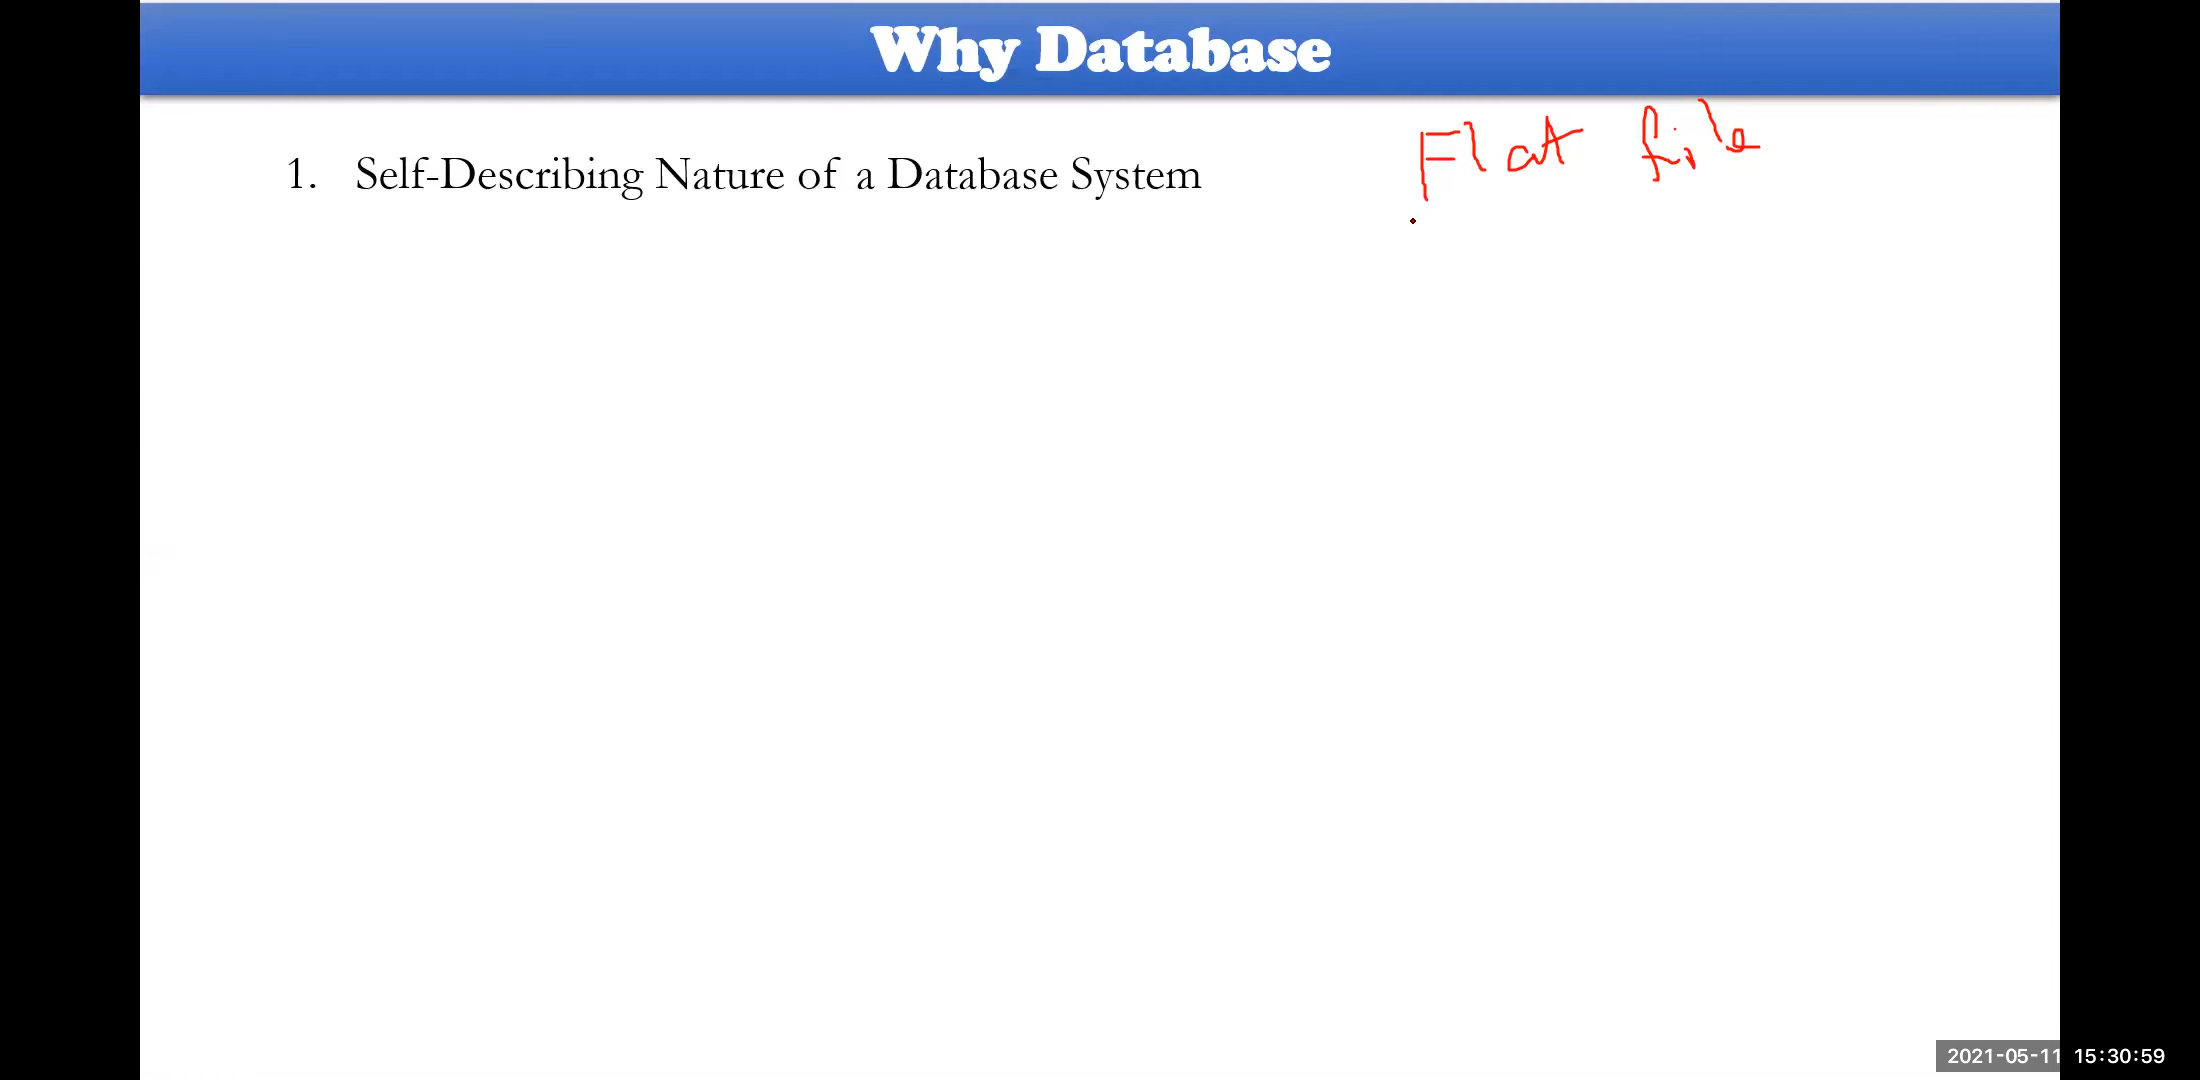 Why Database
Flat file
1. Self-Describing Nature of a Database System
2021-05-11 15:30:59